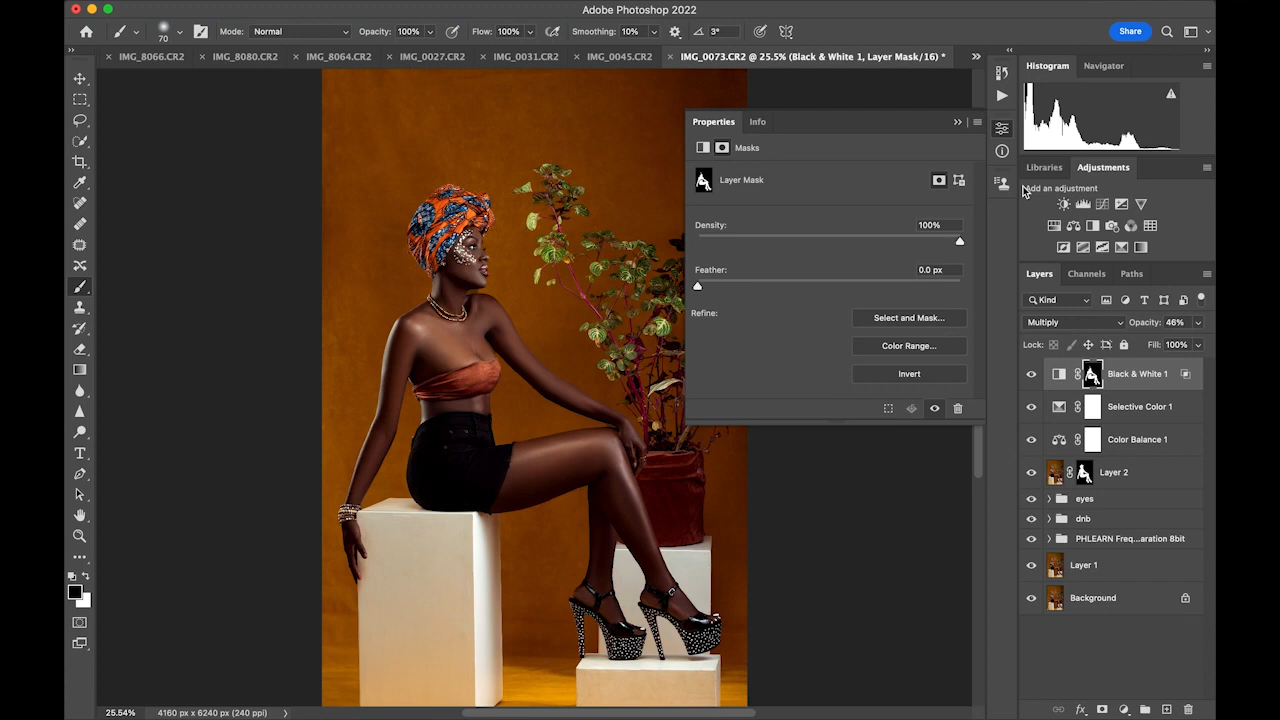 Adobe Photoshop 2022
70
Mode: Normal Opacity: 100% Flow: 100% Smoothing: 10% 3° Share
IMG_8066.CR2 IMG_8080.CR2 IMG_8064.CR2 IMG_0027.CR2 IMG_0031.CR2 IMG_0045.CR2 IMG_0073.CR2 @ 25.5% (Black & White 1, Layer Mask/16) *
Histogram Navigator
Properties Info
Masks
Layer Mask
Density: 100%
Feather: 0.0 px
Refine:
Select and Mask...
Color Range...
Invert
Libraries Adjustments
Add an adjustment
Layers Channels Paths
Kind
Multiply Opacity: 46%
Lock: Fill: 100%
Black & White 1
Selective Color 1
Color Balance 1
Layer 2
eyes
dnb
PHLEARN Freq...aration 8bit
Layer 1
Background
fx
25.54% 4160 px x 6240 px (240 ppi)